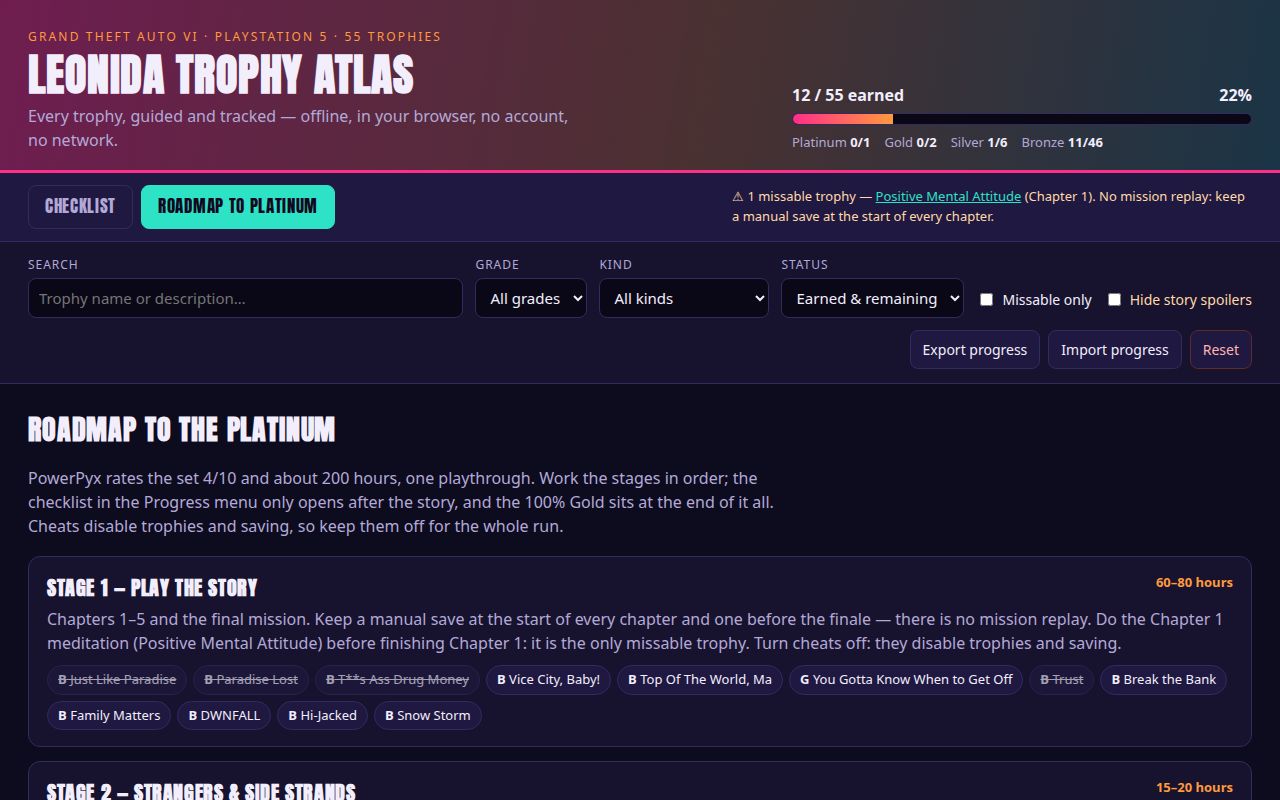 GRAND THEFT AUTO VI · PLAYSTATION 5 · 55 TROPHIES
LEONIDA TROPHY ATLAS
Every trophy, guided and tracked — offline, in your browser, no account,
no network.
12 / 55 earned 22%
Platinum 0/1 Gold 0/2 Silver 1/6 Bronze 11/46
CHECKLIST ROADMAP TO PLATINUM
⚠ 1 missable trophy — Positive Mental Attitude (Chapter 1). No mission replay: keep
a manual save at the start of every chapter.
SEARCH GRADE KIND STATUS
Trophy name or description... All grades All kinds Earned & remaining Missable only Hide story spoilers
Export progress Import progress Reset
ROADMAP TO THE PLATINUM
PowerPyx rates the set 4/10 and about 200 hours, one playthrough. Work the stages in order; the
checklist in the Progress menu only opens after the story, and the 100% Gold sits at the end of it all.
Cheats disable trophies and saving, so keep them off for the whole run.
STAGE 1 — PLAY THE STORY 60–80 hours
Chapters 1–5 and the final mission. Keep a manual save at the start of every chapter and one before the finale — there is no mission replay. Do the Chapter 1
meditation (Positive Mental Attitude) before finishing Chapter 1: it is the only missable trophy. Turn cheats off: they disable trophies and saving.
B Just Like Paradise B Paradise Lost B T**s Ass Drug Money B Vice City, Baby! B Top Of The World, Ma G You Gotta Know When to Get Off B Trust B Break the Bank
B Family Matters B DWNFALL B Hi-Jacked B Snow Storm
STAGE 2 — STRANGERS & SIDE STRANDS 15–20 hours